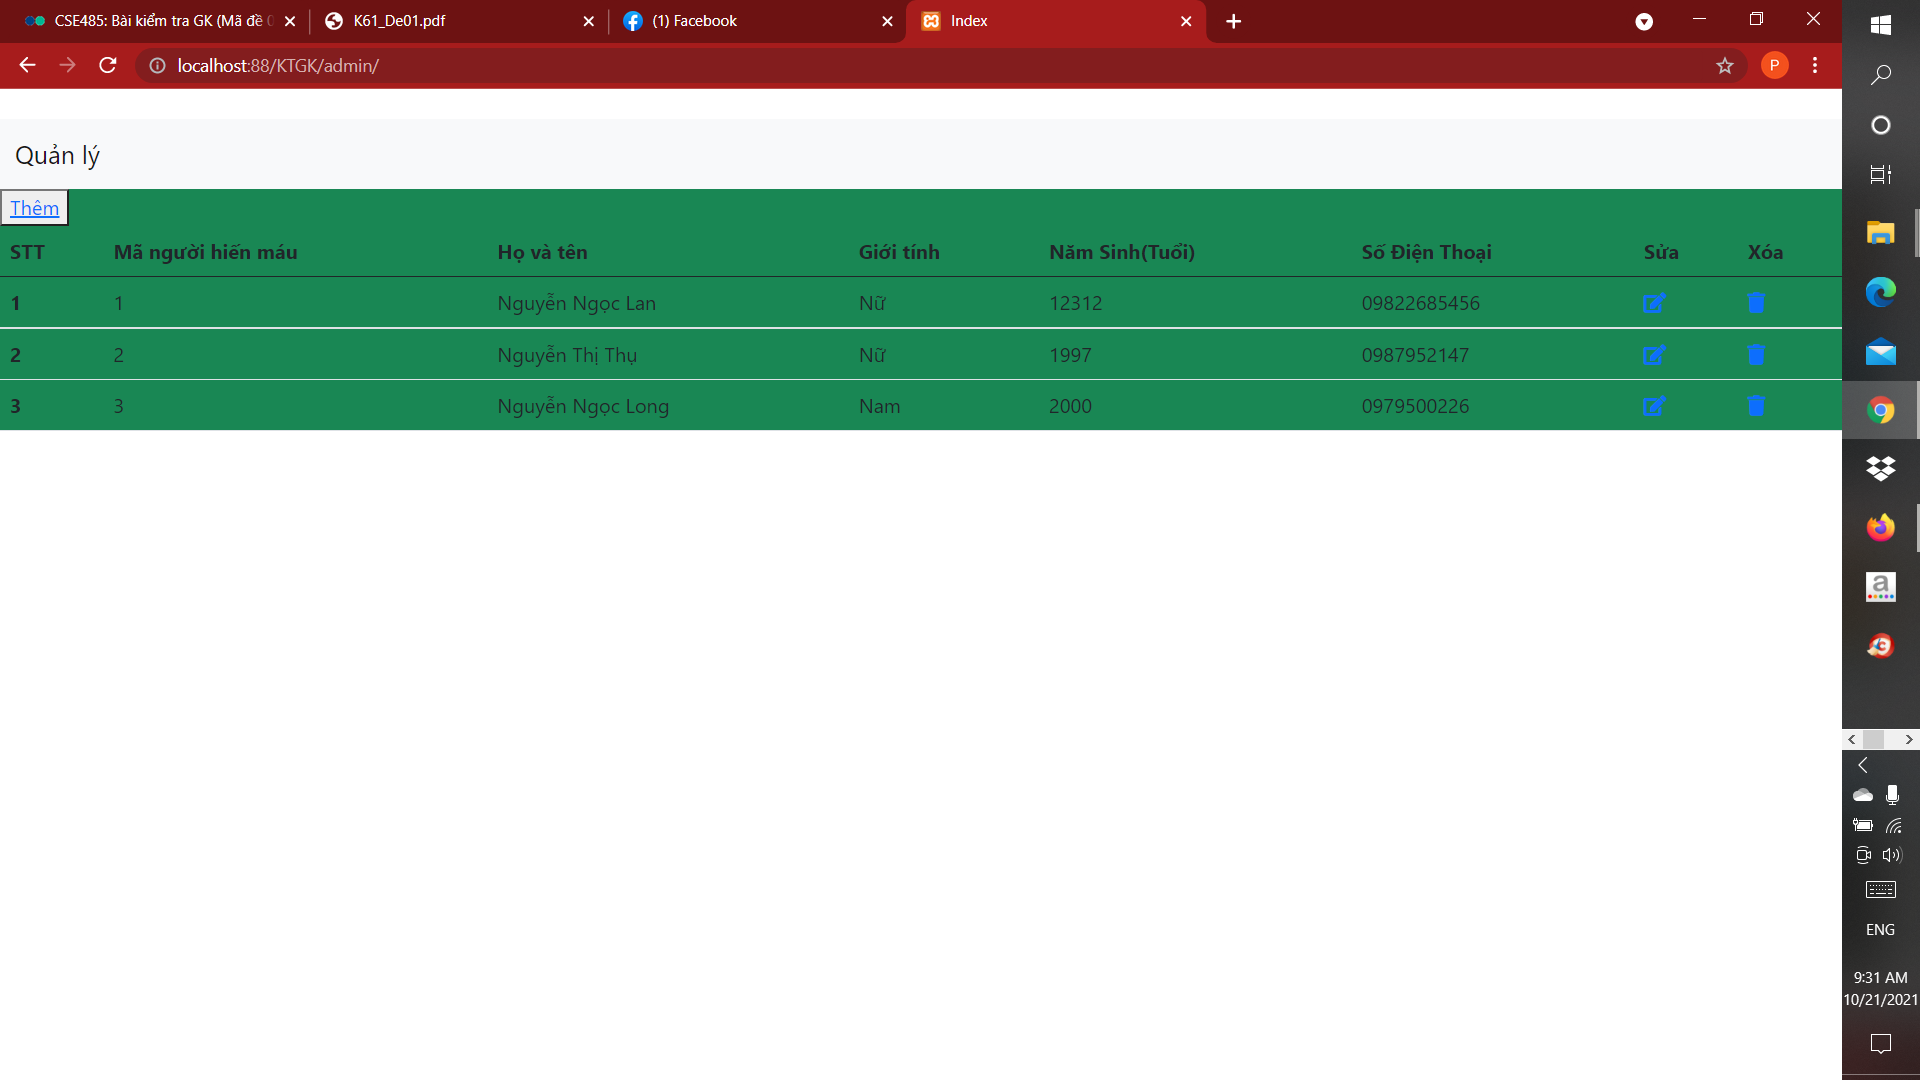 CSE485: Bài kiểm tra GK (Mã đề 0
K61_De01.pdf
(1) Facebook
Index
localhost:88/KTGK/admin/
P
Quản lý
Thêm
STT Mã người hiến máu Họ và tên Giới tính Năm Sinh(Tuổi) Số Điện Thoại Sửa Xóa
1 1 Nguyễn Ngọc Lan Nữ 12312 09822685456
2 2 Nguyễn Thị Thụ Nữ 1997 0987952147
3 3 Nguyễn Ngọc Long Nam 2000 0979500226
a
ENG
9:31 AM
10/21/2021